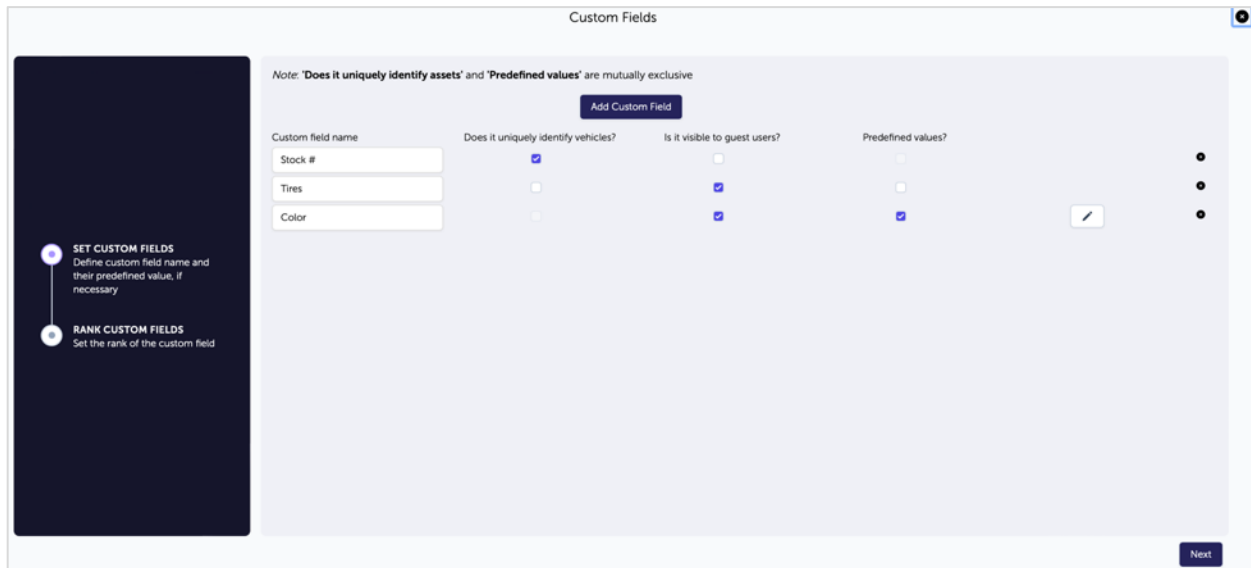 Custom Fields
Note: 'Does it uniquely identify assets' and 'Predefined values' are mutually exclusive
Add Custom Field
Custom field name Does it uniquely identify vehicles? Is it visible to guest users? Predefined values?
Stock #
Tires
Color
SET CUSTOM FIELDS
Define custom field name and
their predefined value, if
necessary
RANK CUSTOM FIELDS
Set the rank of the custom field
Next